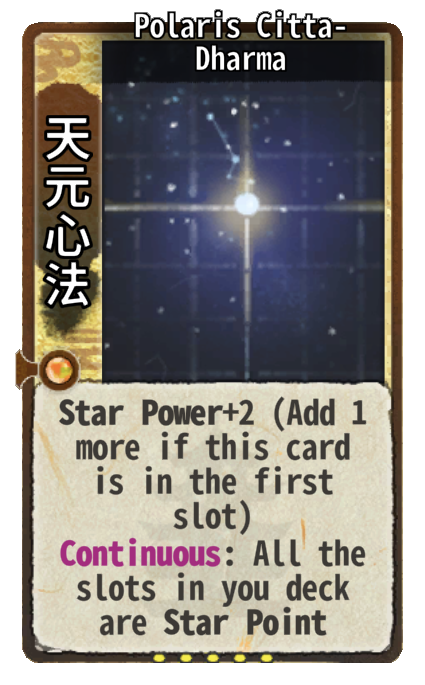 Polaris Citta-
Dharma
天元心法
Star Power+2 (Add 1
more if this card
is in the first
slot)
Continuous: All the
slots in you deck
are Star Point